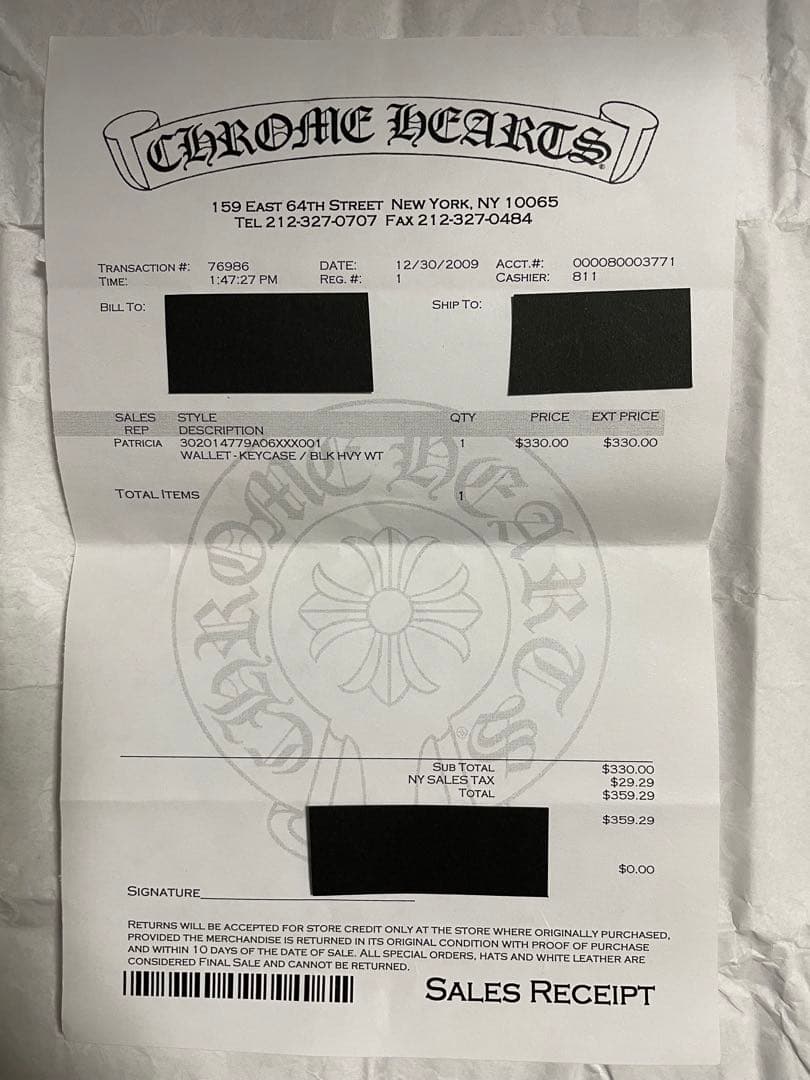 CHROME HEARTS®
159 EAST 64TH STREET NEW YORK, NY 10065
TEL 212-327-0707 FAX 212-327-0484
TRANSACTION #: 76986 DATE: 12/30/2009 ACCT.#: 000080003771
TIME: 1:47:27 PM REG. #: 1 CASHIER: 811
BILL TO: SHIP TO:
SALES STYLE QTY PRICE EXT PRICE
REP DESCRIPTION
PATRICIA 302014779A06XXX001 1 $330.00 $330.00
WALLET - KEYCASE / BLK HVY WT
TOTAL ITEMS 1
CHROME HEARTS ®
SUB TOTAL $330.00
NY SALES TAX $29.29
TOTAL $359.29
$359.29
$0.00
SIGNATURE
RETURNS WILL BE ACCEPTED FOR STORE CREDIT ONLY AT THE STORE WHERE ORIGINALLY PURCHASED,
PROVIDED THE MERCHANDISE IS RETURNED IN ITS ORIGINAL CONDITION WITH PROOF OF PURCHASE
AND WITHIN 10 DAYS OF THE DATE OF SALE. ALL SPECIAL ORDERS, HATS AND WHITE LEATHER ARE
CONSIDERED FINAL SALE AND CANNOT BE RETURNED.
SALES RECEIPT